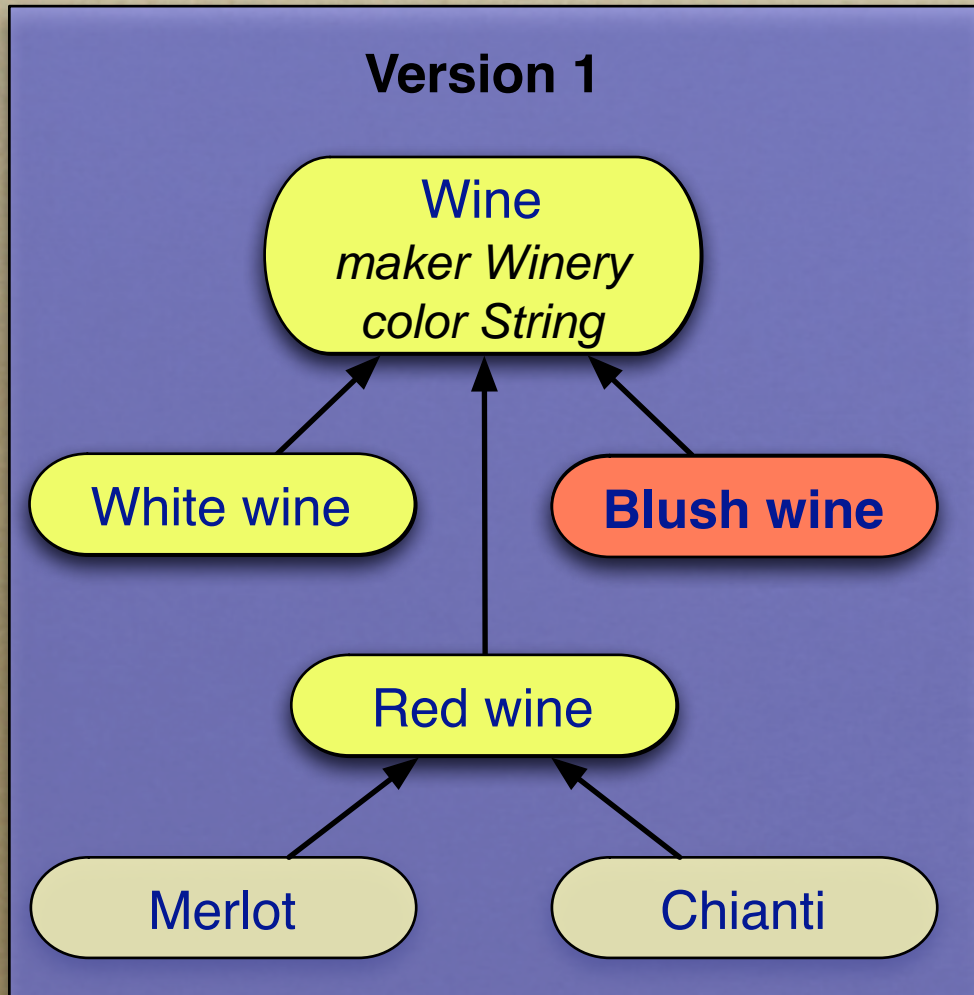 Version 1
Wine
maker Winery
color String
White wine
Blush wine
Red wine
Merlot
Chianti